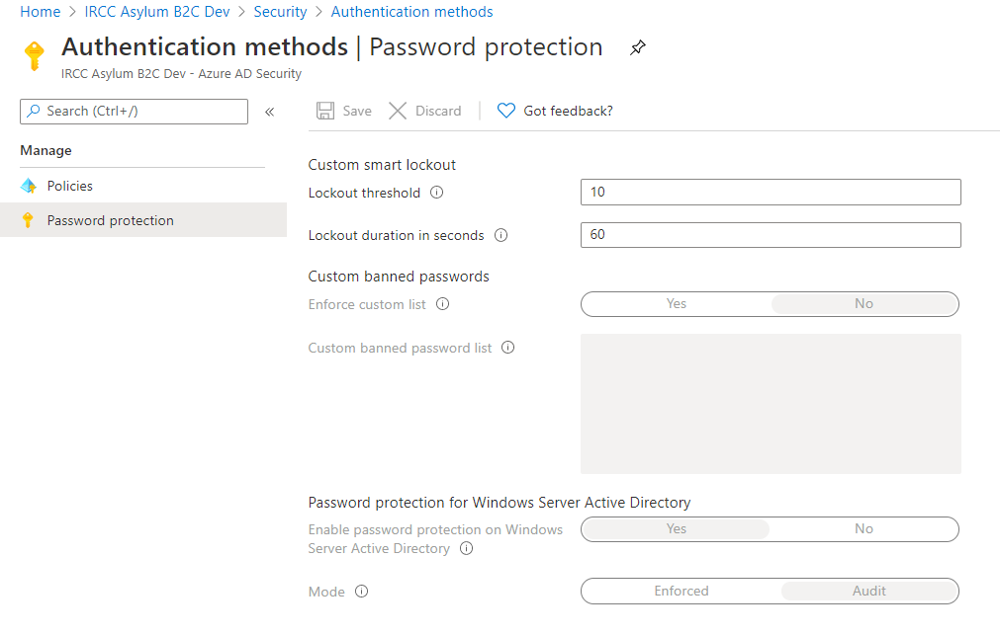 Home > IRCC Asylum B2C Dev > Security > Authentication methods
Authentication methods | Password protection
IRCC Asylum B2C Dev - Azure AD Security
Search (Ctrl+/)
«
Save
Discard
Got feedback?
Manage
Policies
Password protection
Custom smart lockout
Lockout threshold
10
Lockout duration in seconds
60
Custom banned passwords
Enforce custom list
Yes
No
Custom banned password list
Password protection for Windows Server Active Directory
Enable password protection on Windows
Server Active Directory
Yes
No
Mode
Enforced
Audit